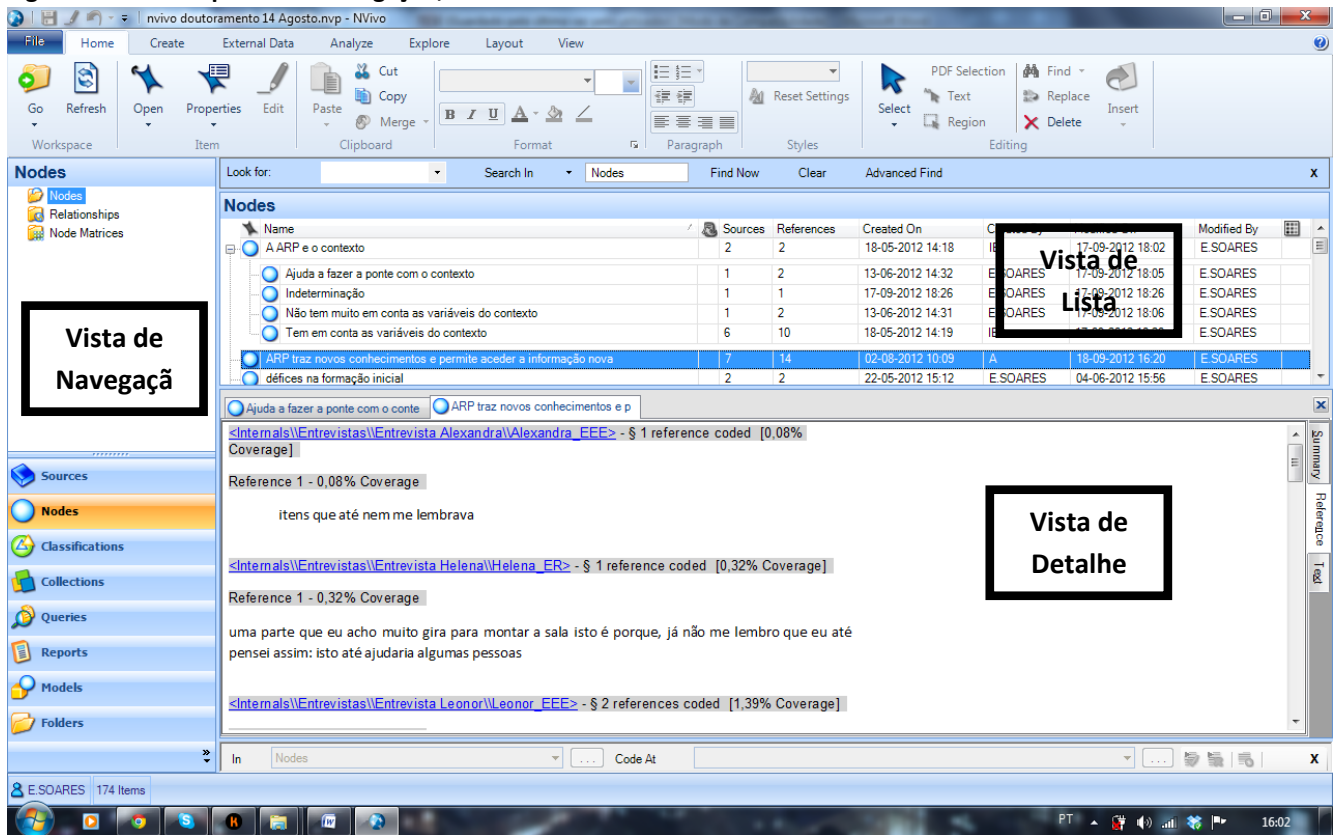 nvivo doutoramento 14 Agosto.nvp - NVivo
File Home Create External Data Analyze Explore Layout View
Go Refresh Open Properties Edit Paste Cut Copy Merge
B I U A
Reset Settings
Select PDF Selection Text Region Find Replace Delete Insert
Workspace Item Clipboard Format Paragraph Styles Editing
Nodes
Nodes
Relationships
Node Matrices
Look for: Search In Nodes Find Now Clear Advanced Find x
Nodes
Name Sources References Created On Modified By
A ARP e o contexto 2 2 18-05-2012 14:18 17-09-2012 18:02 E.SOARES
Ajuda a fazer a ponte com o contexto 1 2 13-06-2012 14:32 E.SOARES 17-09-2012 18:05 E.SOARES
Indeterminação 1 1 17-09-2012 18:26 E.SOARES 17-09-2012 18:26 E.SOARES
Não tem muito em conta as variáveis do contexto 1 2 13-06-2012 14:31 E.SOARES 17-09-2012 18:06 E.SOARES
Tem em conta as variáveis do contexto 6 10 18-05-2012 14:19 E.SOARES
ARP traz novos conhecimentos e permite aceder a informação nova 7 14 02-08-2012 10:09 A 18-09-2012 16:20 E.SOARES
défices na formação inicial 2 2 22-05-2012 15:12 E.SOARES 04-06-2012 15:56 E.SOARES
Vista de
Lista
Vista de
Navegaçã
Ajuda a fazer a ponte com o conte ARP traz novos conhecimentos e p
<Internals\\Entrevistas\\Entrevista Alexandra\\Alexandra_EEE> - § 1 reference coded [0,08%
Coverage]
Reference 1 - 0,08% Coverage
itens que até nem me lembrava
<Internals\\Entrevistas\\Entrevista Helena\\Helena_ER> - § 1 reference coded [0,32% Coverage]
Reference 1 - 0,32% Coverage
uma parte que eu acho muito gira para montar a sala isto é porque, já não me lembro que eu até
pensei assim: isto até ajudaria algumas pessoas
<Internals\\Entrevistas\\Entrevista Leonor\\Leonor_EEE> - § 2 references coded [1,39% Coverage]
Vista de
Detalhe
Summary
Reference
Text
Sources
Nodes
Classifications
Collections
Queries
Reports
Models
Folders
In Nodes ... Code At ... x
E.SOARES 174 Items
PT 16:02